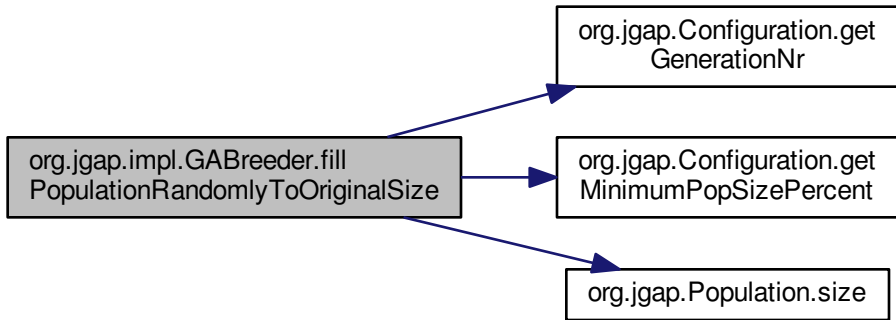 org.jgap.Configuration.get
GenerationNr
org.jgap.impl.GABreeder.fill
PopulationRandomlyToOriginalSize
org.jgap.Configuration.get
MinimumPopSizePercent
org.jgap.Population.size